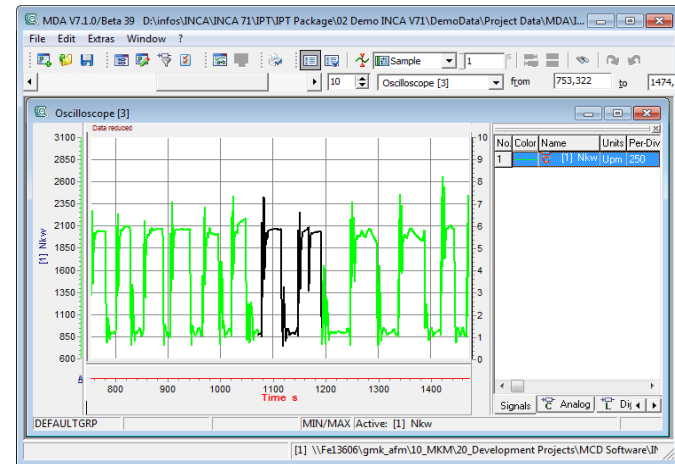 MDA V7.1.0/Beta 39 D:\infos\INCA\INCA 71\IPT\IPT Package\02 Demo INCA V71\DemoData\Project Data\MDA\I...
File Edit Extras Window ?
Sample 1
10 Oscilloscope [3] from 753,322 to 1474,
Oscilloscope [3]
Data reduced
No. Color Name Units Per-Div
1 [1] Nkw Upm 250
3100
2850
2600
2350
2100
1850
1600
1350
1100
850
600
[1] Nkw
10
9
8
7
6
5
4
3
2
1
0
A
800 900 1000 1100 1200 1300 1400
Time s
Signals Analog Di
DEFAULTGRP MIN/MAX Active: [1] Nkw
[1] \\Fe13606\gmk_afm\10_MKM\20_Development Projects\MCD Software\IN